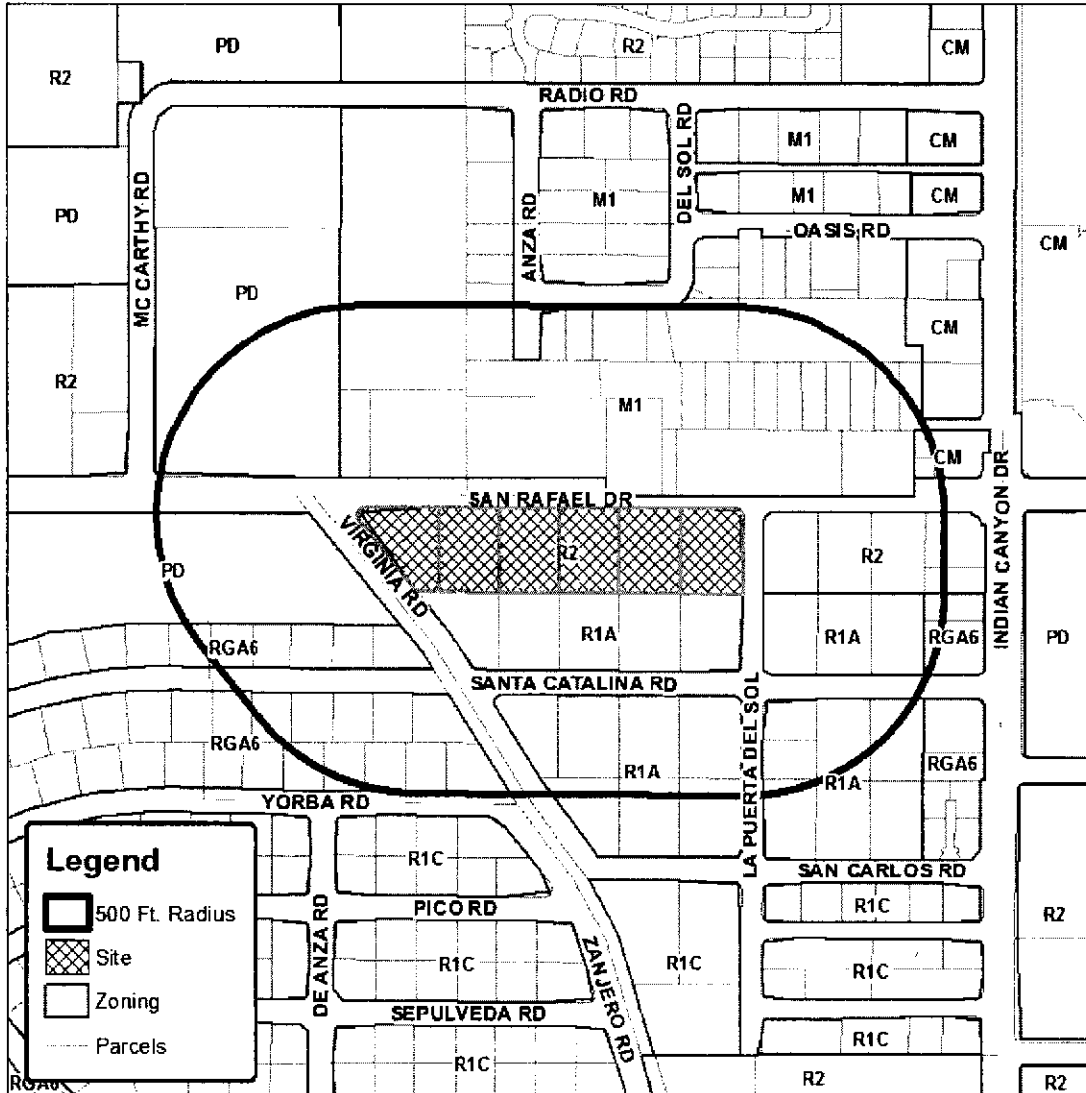 PD
R2
CM
R2
RADIO RD
M1
CM
DEL SOL RD
MC CARTHY RD
PD
M1
M1
CM
ANZA RD
OASIS RD
CM
PD
CM
R2
M1
CM
INDIAN CANYON DR
SAN RAFAEL DR
VIRGINIA RD
R2
R2
PD
R1A
R1A
RGA6
PD
RGA6
SANTA CATALINA RD
LA PUERTA DEL SOL
RGA6
R1A
R1A
RGA6
YORBA RD
R1C
SAN CARLOS RD
PICO RD
R1C
R2
DE ANZA RD
R1C
ZANJERO RD
R1C
R1C
SEPULVEDA RD
R1C
R1C
R2
R2
RGA6
Legend
500 Ft. Radius
Site
Zoning
Parcels